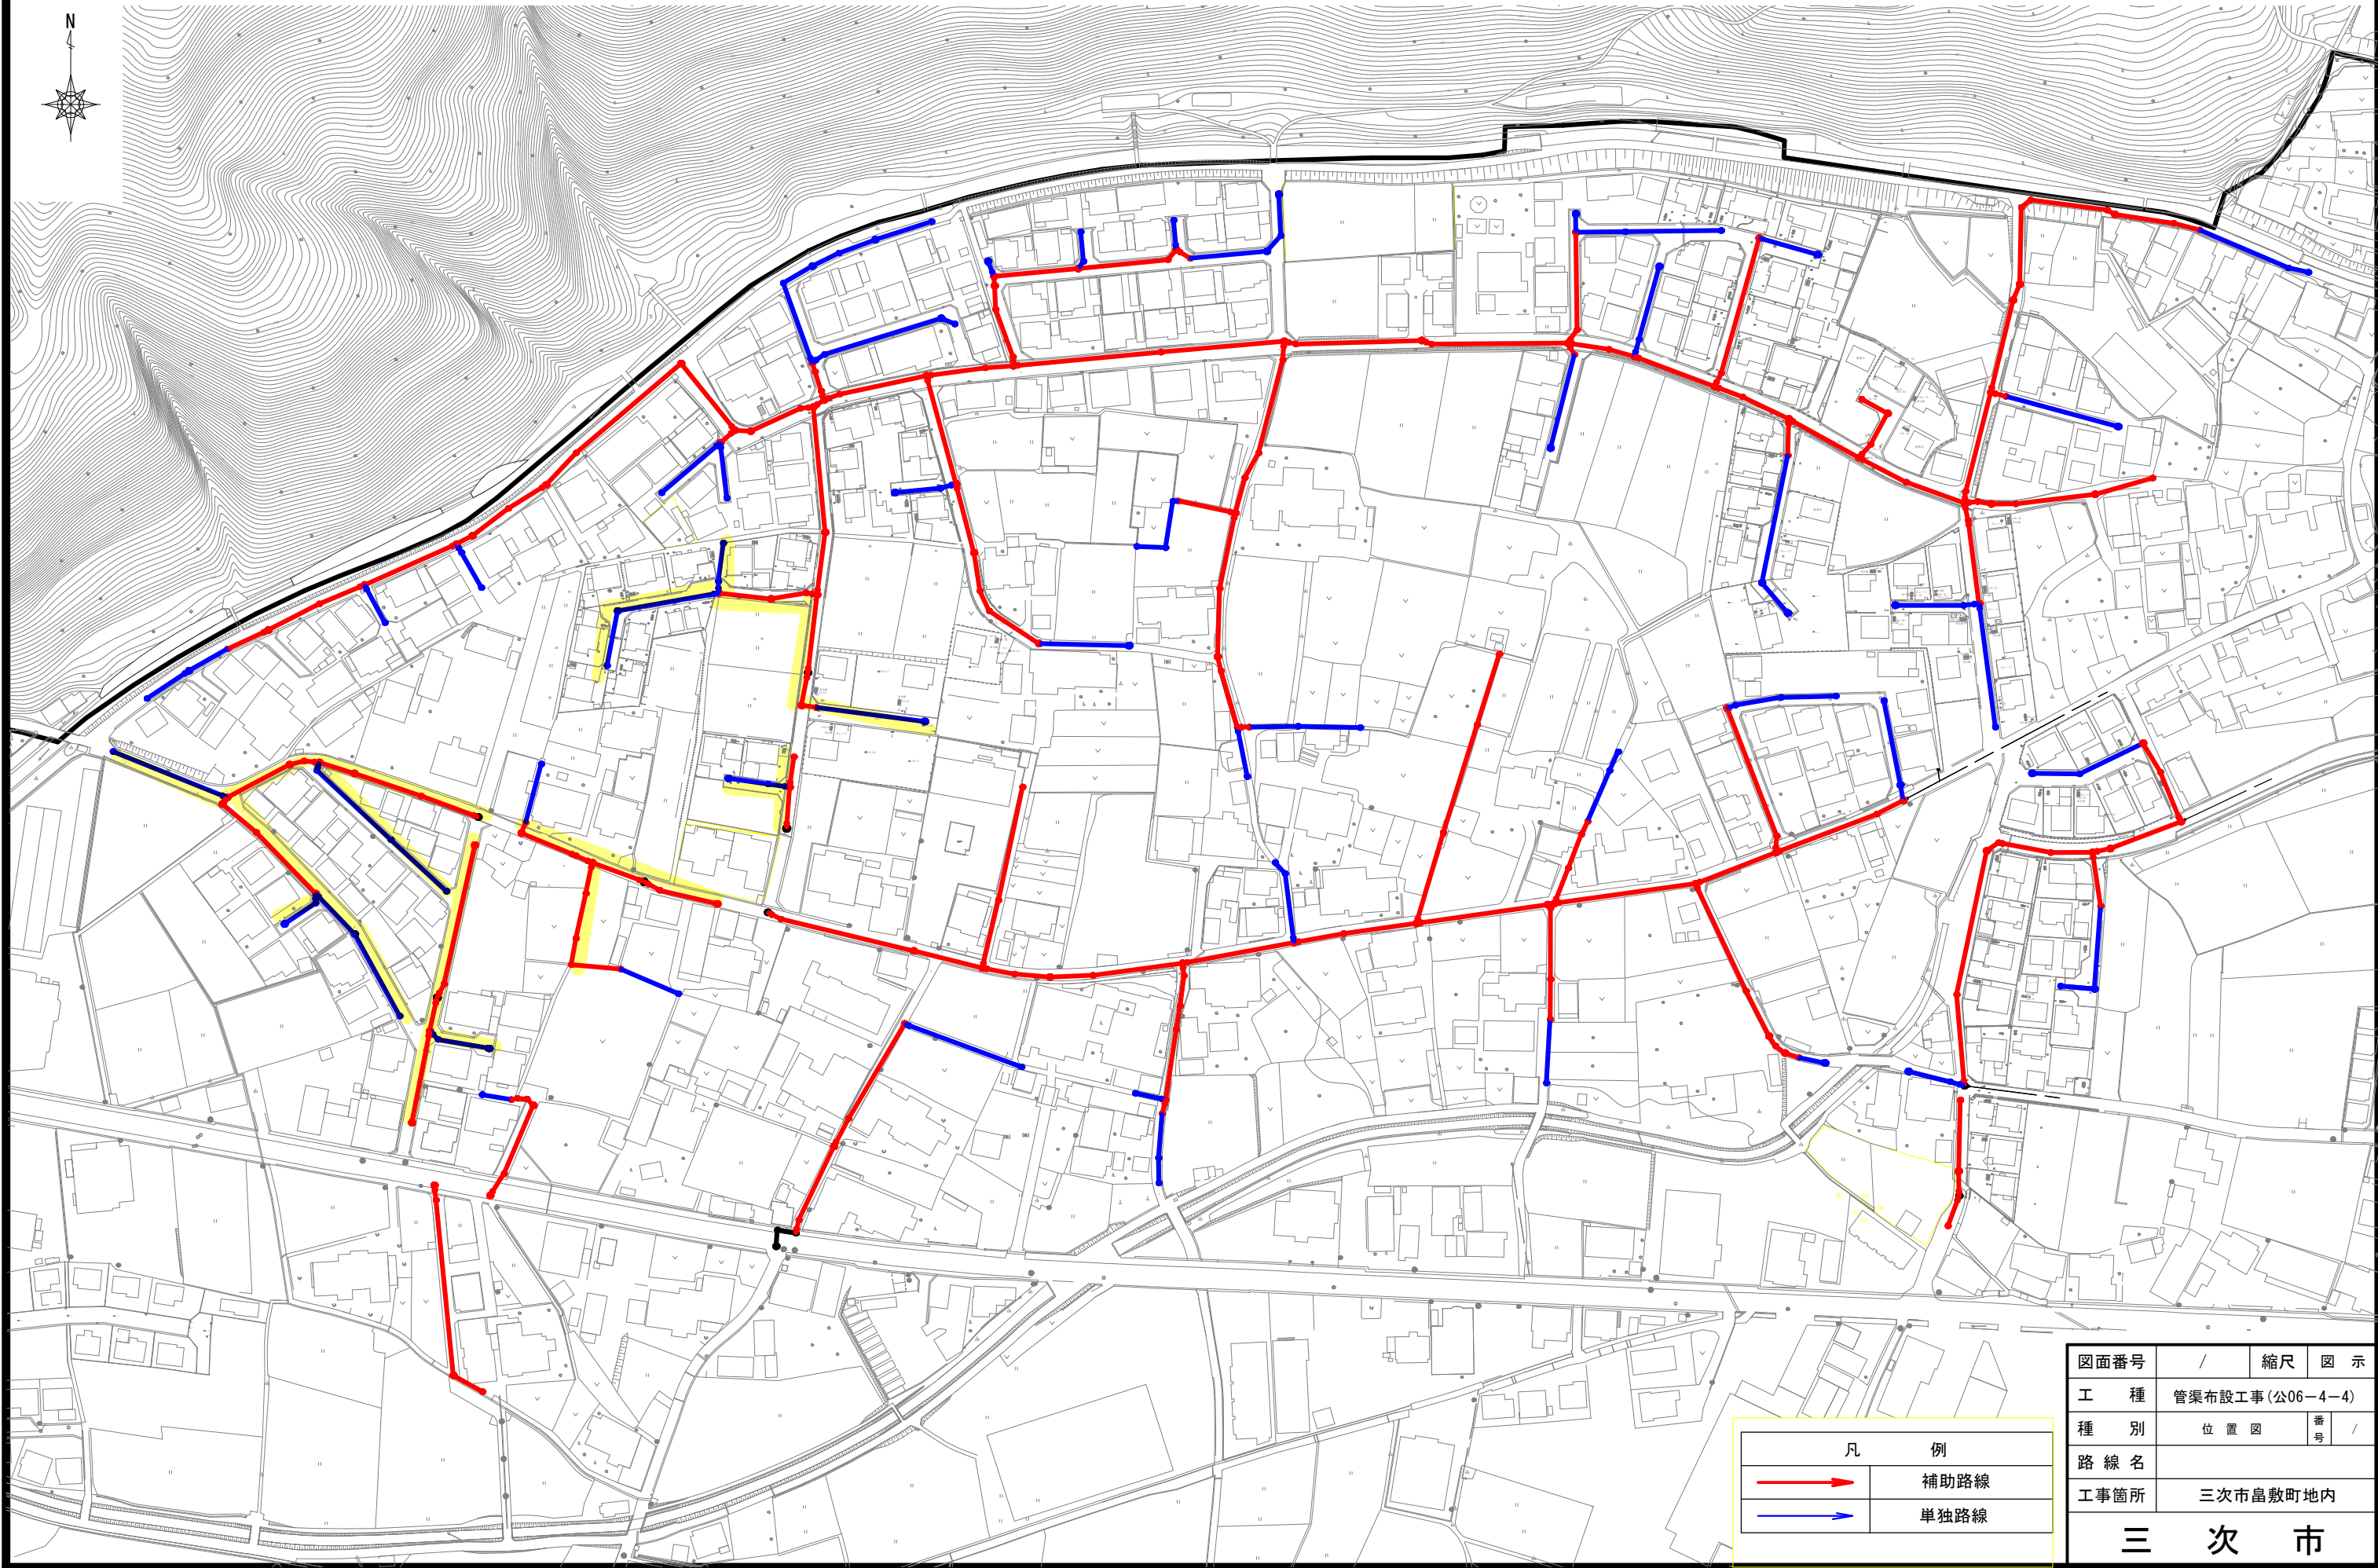 N
図面番号 / 縮尺 図 示
工 種 管渠布設工事(公06－4－4)
種 別 位 置 図 番号 /
路 線 名
工事箇所 三次市畠敷町地内
三 次 市
凡 例
補助路線
単独路線